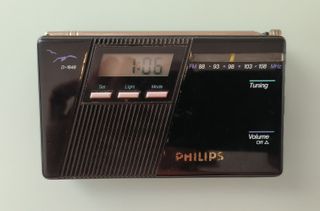 D-1648
1:06
Set Light Mode
FM 88 93 98 103 108 MHz
Tuning
Volume
Off △
PHILIPS